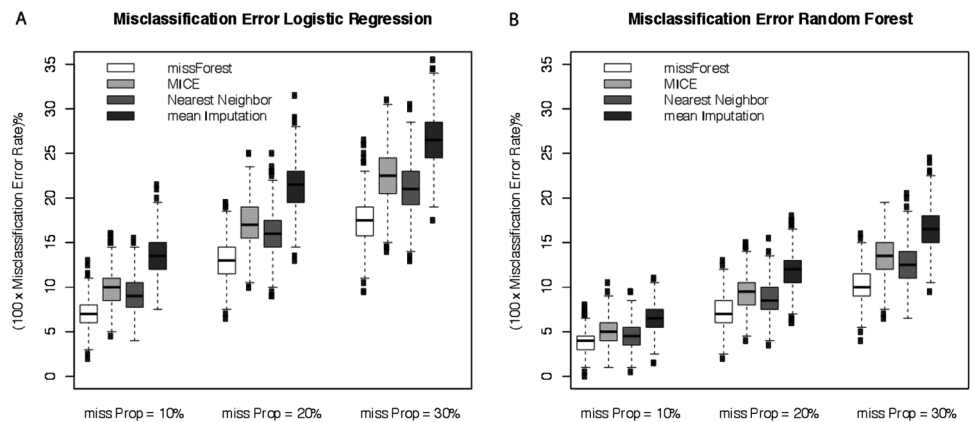 A
Misclassification Error Logistic Regression
(100 x Misclassification Error Rate)%
35
30
25
20
15
10
5
0
missForest
MICE
Nearest Neighbor
mean Imputation
miss Prop = 10%
miss Prop = 20%
miss Prop = 30%
B
Misclassification Error Random Forest
(100 x Misclassification Error Rate)%
35
30
25
20
15
10
5
0
missForest
MICE
Nearest Neighbor
mean Imputation
miss Prop = 10%
miss Prop = 20%
miss Prop = 30%